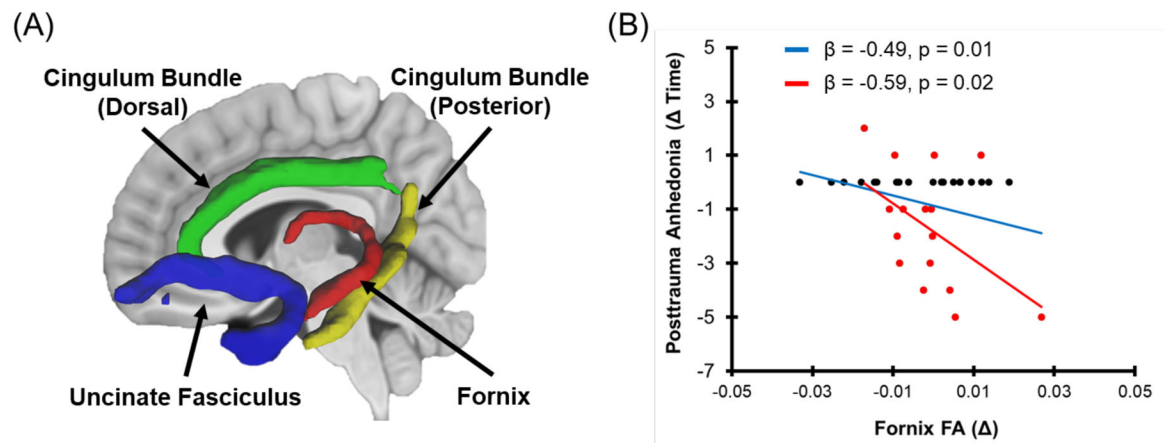 (A)
Cingulum Bundle
(Dorsal)
Cingulum Bundle
(Posterior)
Uncinate Fasciculus
Fornix
(B)
β = -0.49, p = 0.01
β = -0.59, p = 0.02
Posttrauma Anhedonia (Δ Time)
5
3
1
-1
-3
-5
-7
-0.05
-0.03
-0.01
0.01
0.03
0.05
Fornix FA (Δ)